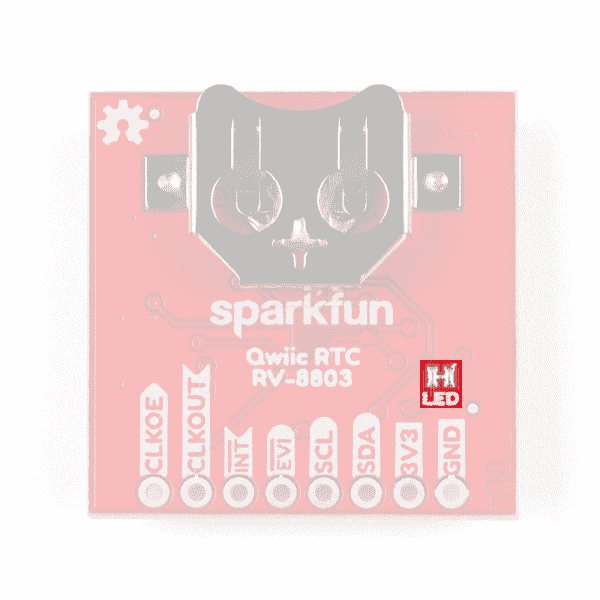 sparkfun
Qwiic RTC
RV-8803
LED
CLKOE
CLKOUT
INT
EVI
SCL
SDA
3V3
GND